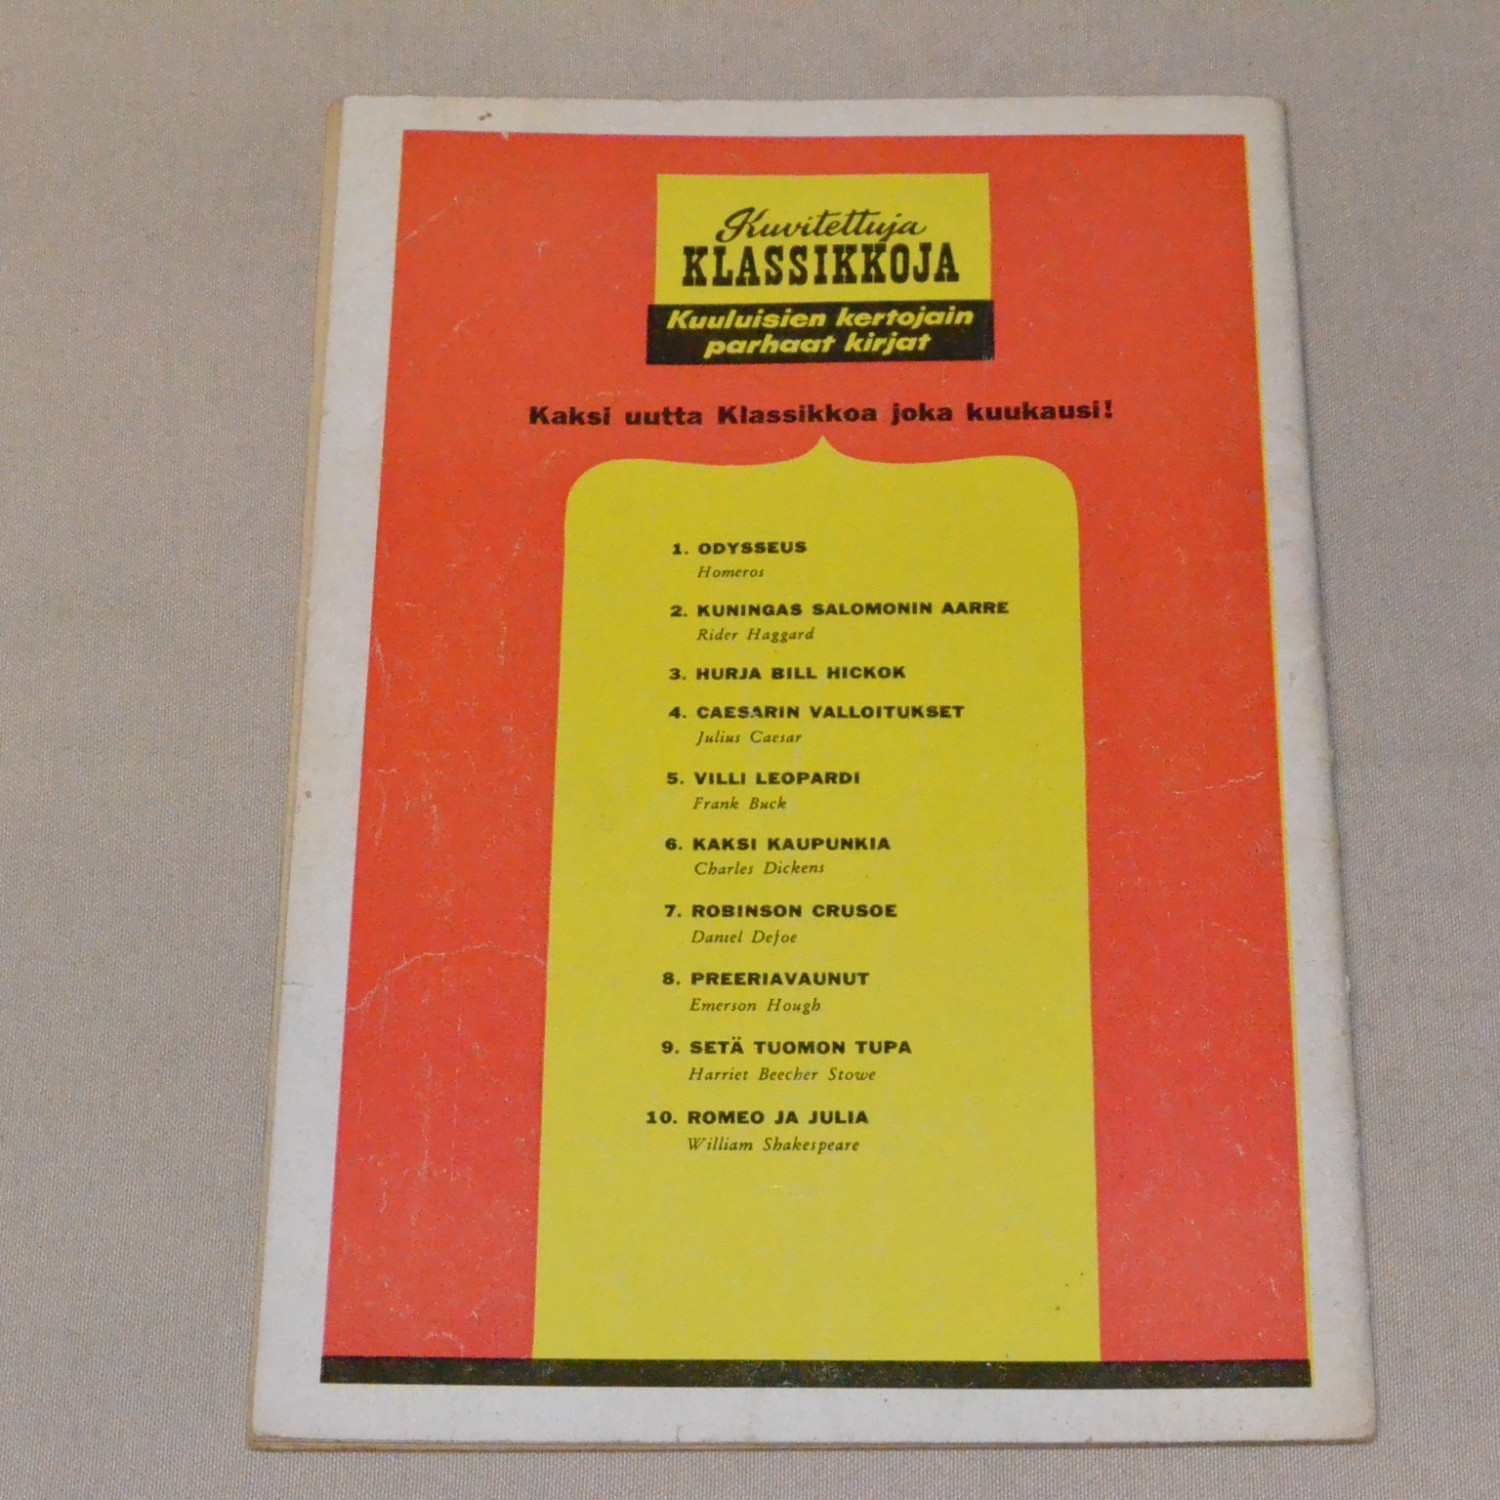 Kuvitettuja
KLASSIKKOJA
Kuuluisien kertojain
parhaat kirjat
Kaksi uutta Klassikkoa joka kuukausi!
1. ODYSSEUS
Homeros
2. KUNINGAS SALOMONIN AARRE
Rider Haggard
3. HURJA BILL HICKOK
4. CAESARIN VALLOITUKSET
Julius Caesar
5. VILLI LEOPARDI
Frank Buck
6. KAKSI KAUPUNKIA
Charles Dickens
7. ROBINSON CRUSOE
Daniel Defoe
8. PREERIAVAUNUT
Emerson Hough
9. SETÄ TUOMON TUPA
Harriet Beecher Stowe
10. ROMEO JA JULIA
William Shakespeare